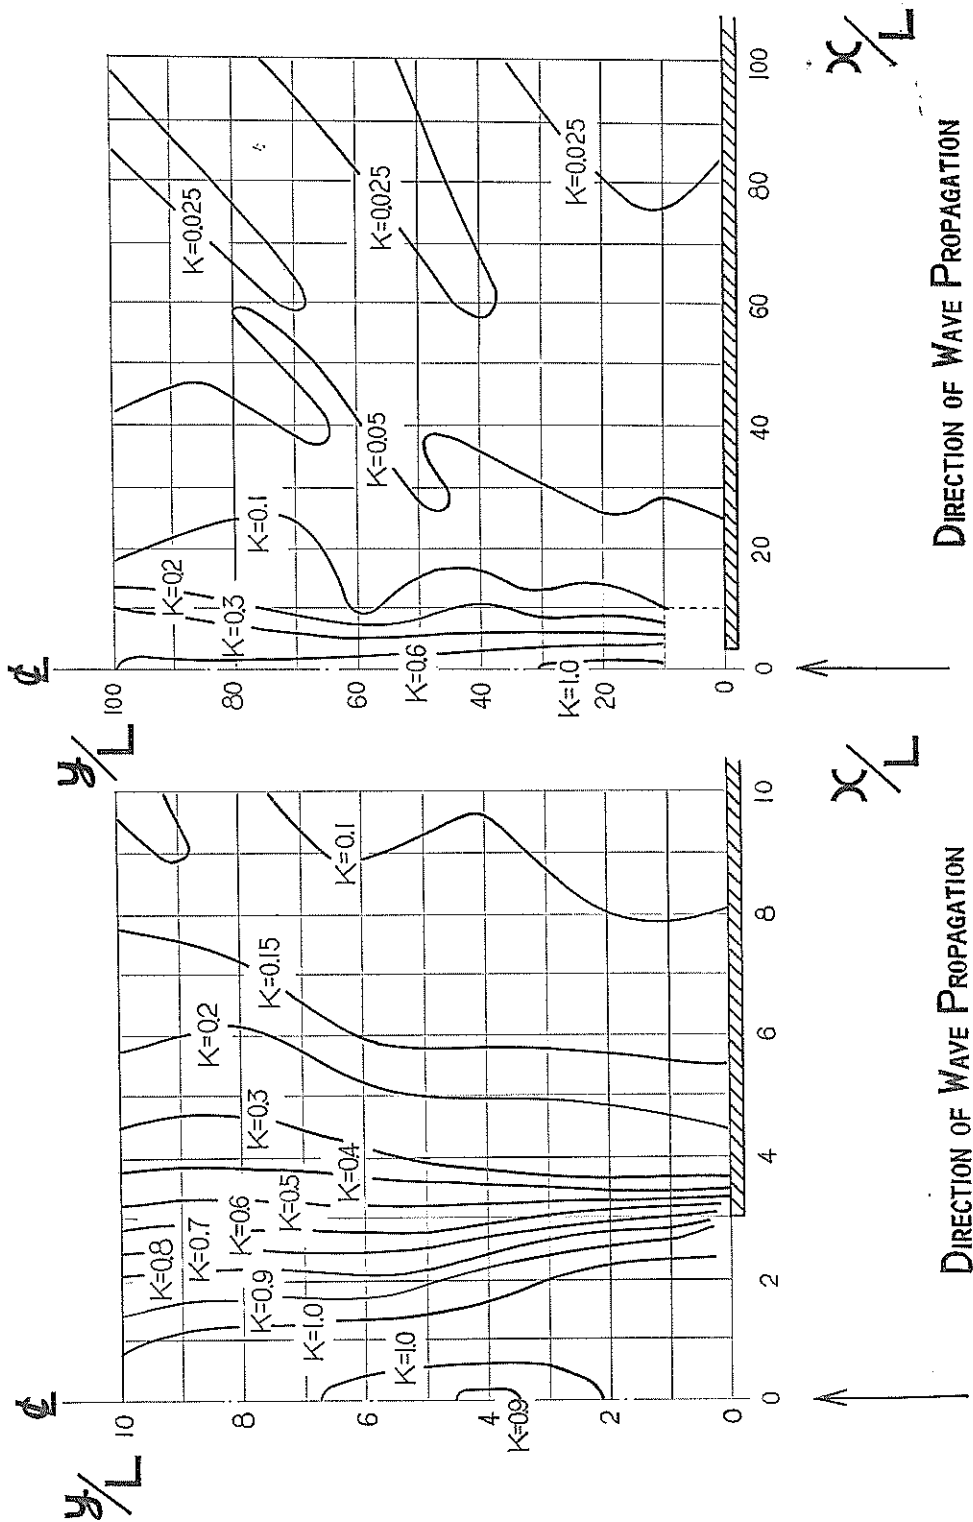 ℄
y/L
10
8
6
4
2
0
K=0.8
K=0.7
K=0.6
K=0.5
K=0.4
K=0.3
K=0.2
K=0.15
K=0.1
K=0.9
K=1.0
K=1.0
K=0.9
0
2
4
6
8
10
x/L
DIRECTION OF WAVE PROPAGATION
℄
y/L
100
80
60
40
20
0
K=0.2
K=0.3
K=0.1
K=0.6
K=1.0
K=0.05
K=0.025
K=0.025
K=0.025
0
20
40
60
80
100
x/L
DIRECTION OF WAVE PROPAGATION